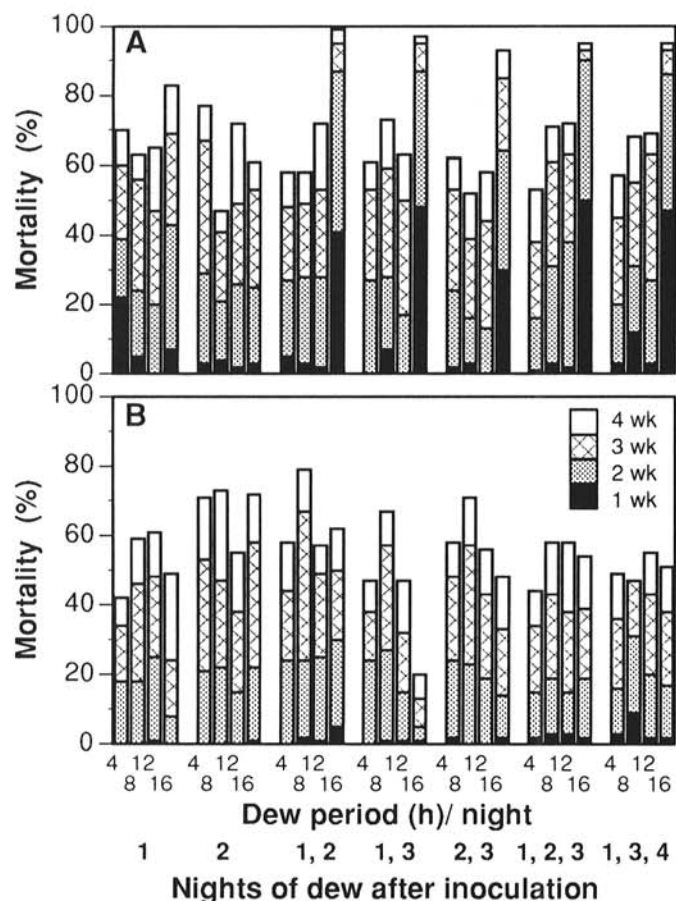 A
Mortality (%)
100
80
60
40
20
0
B
Mortality (%)
100
80
60
40
20
0
4 wk
3 wk
2 wk
1 wk
4 12 4 12 4 12 4 12 4 12 4 12 4 12
8 16 8 16 8 16 8 16 8 16 8 16 8 16
Dew period (h)/ night
1 2 1, 2 1, 3 2, 3 1, 2, 3 1, 3, 4
Nights of dew after inoculation